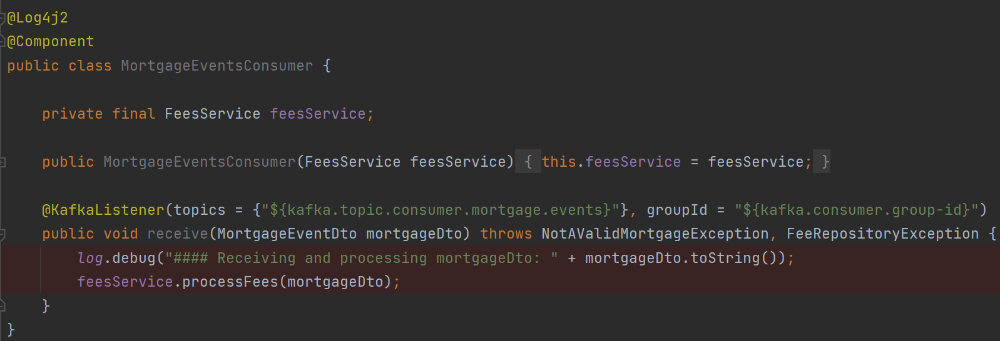 @Log4j2
@Component
public class MortgageEventsConsumer {
private final FeesService feesService;
public MortgageEventsConsumer(FeesService feesService) { this.feesService = feesService; }
@KafkaListener(topics = {"${kafka.topic.consumer.mortgage.events}"}, groupId = "${kafka.consumer.group-id}")
public void receive(MortgageEventDto mortgageDto) throws NotAValidMortgageException, FeeRepositoryException {
log.debug("#### Receiving and processing mortgageDto: " + mortgageDto.toString());
feesService.processFees(mortgageDto);
}
}